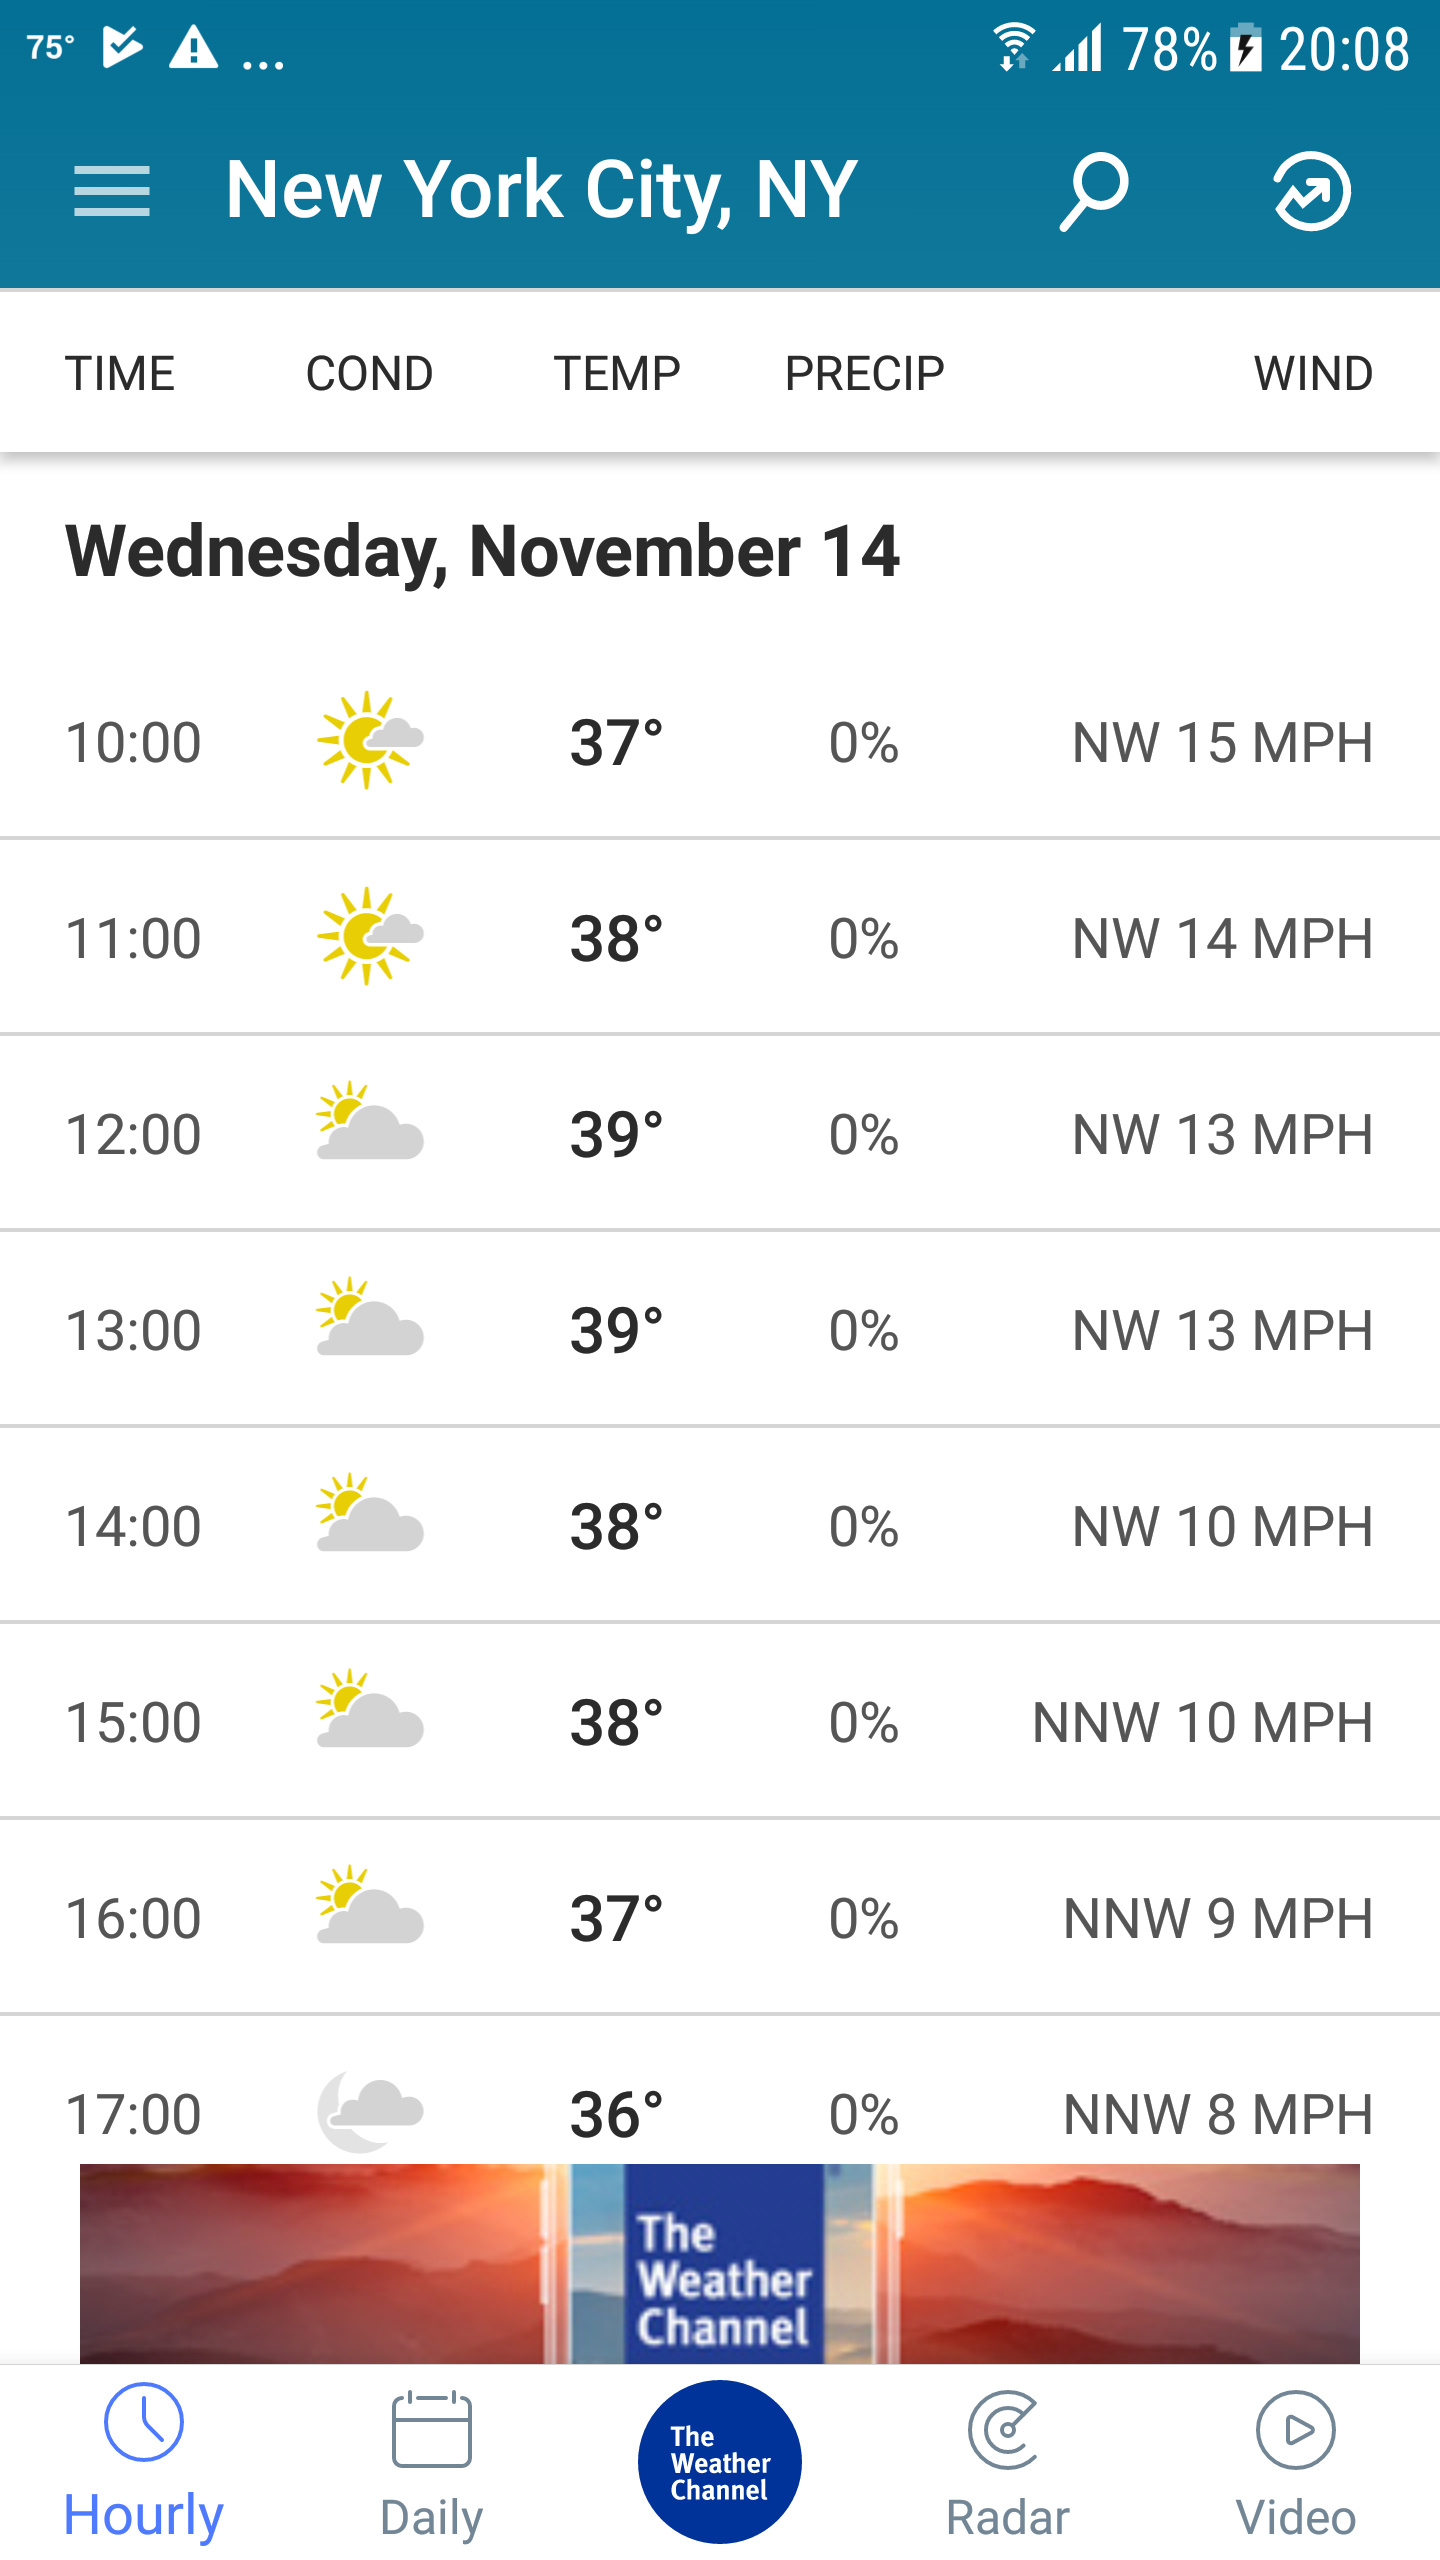 75° ... 78% 20:08
New York City, NY
TIME COND TEMP PRECIP WIND
Wednesday, November 14
10:00 37° 0% NW 15 MPH
11:00 38° 0% NW 14 MPH
12:00 39° 0% NW 13 MPH
13:00 39° 0% NW 13 MPH
14:00 38° 0% NW 10 MPH
15:00 38° 0% NNW 10 MPH
16:00 37° 0% NNW 9 MPH
17:00 36° 0% NNW 8 MPH
The
Weather
Channel
The
Weather
Channel
Hourly Daily Radar Video